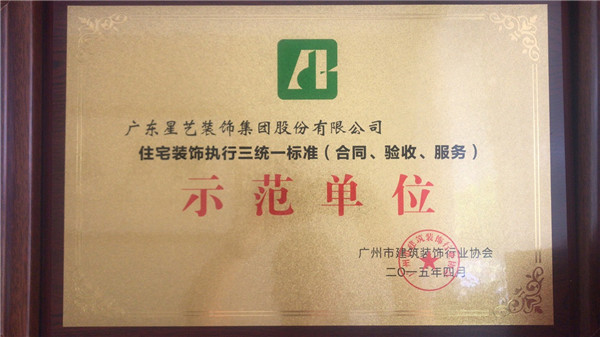 广东星艺装饰集团股份有限公司
住宅装饰执行三统一标准（合同、验收、服务）
示范单位
广州市建筑装饰行业协会
二〇一五年四月